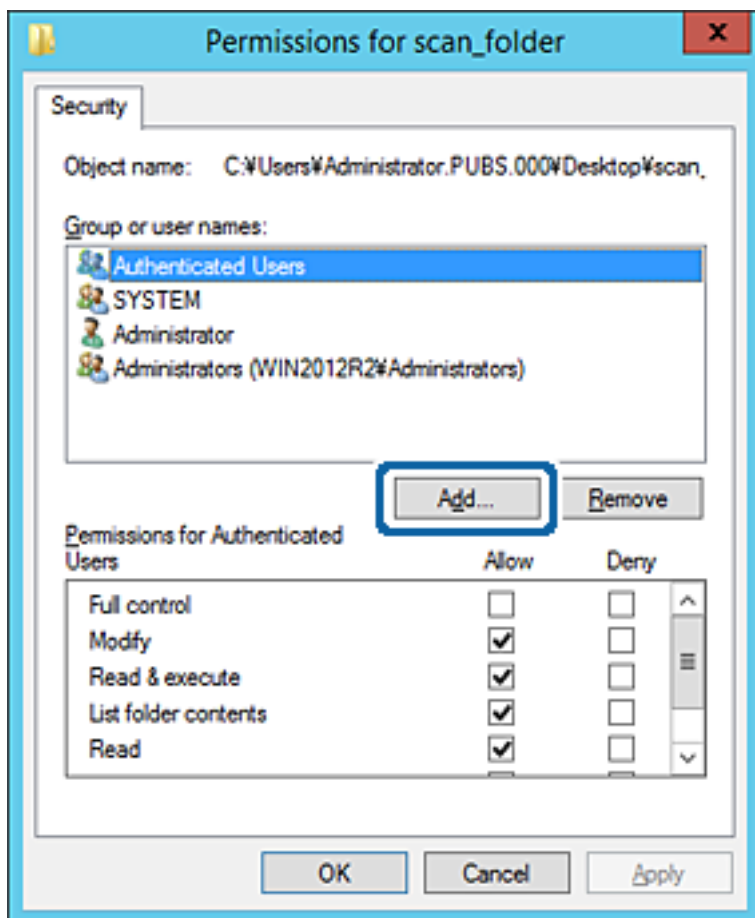 Permissions for scan_folder
x
Security
Object name: C:¥Users¥Administrator.PUBS.000¥Desktop¥scan_
Group or user names:
Authenticated Users
SYSTEM
Administrator
Administrators (WIN2012R2¥Administrators)
Add... Remove
Permissions for Authenticated
Users Allow Deny
Full control
Modify
Read & execute
List folder contents
Read
OK Cancel Apply